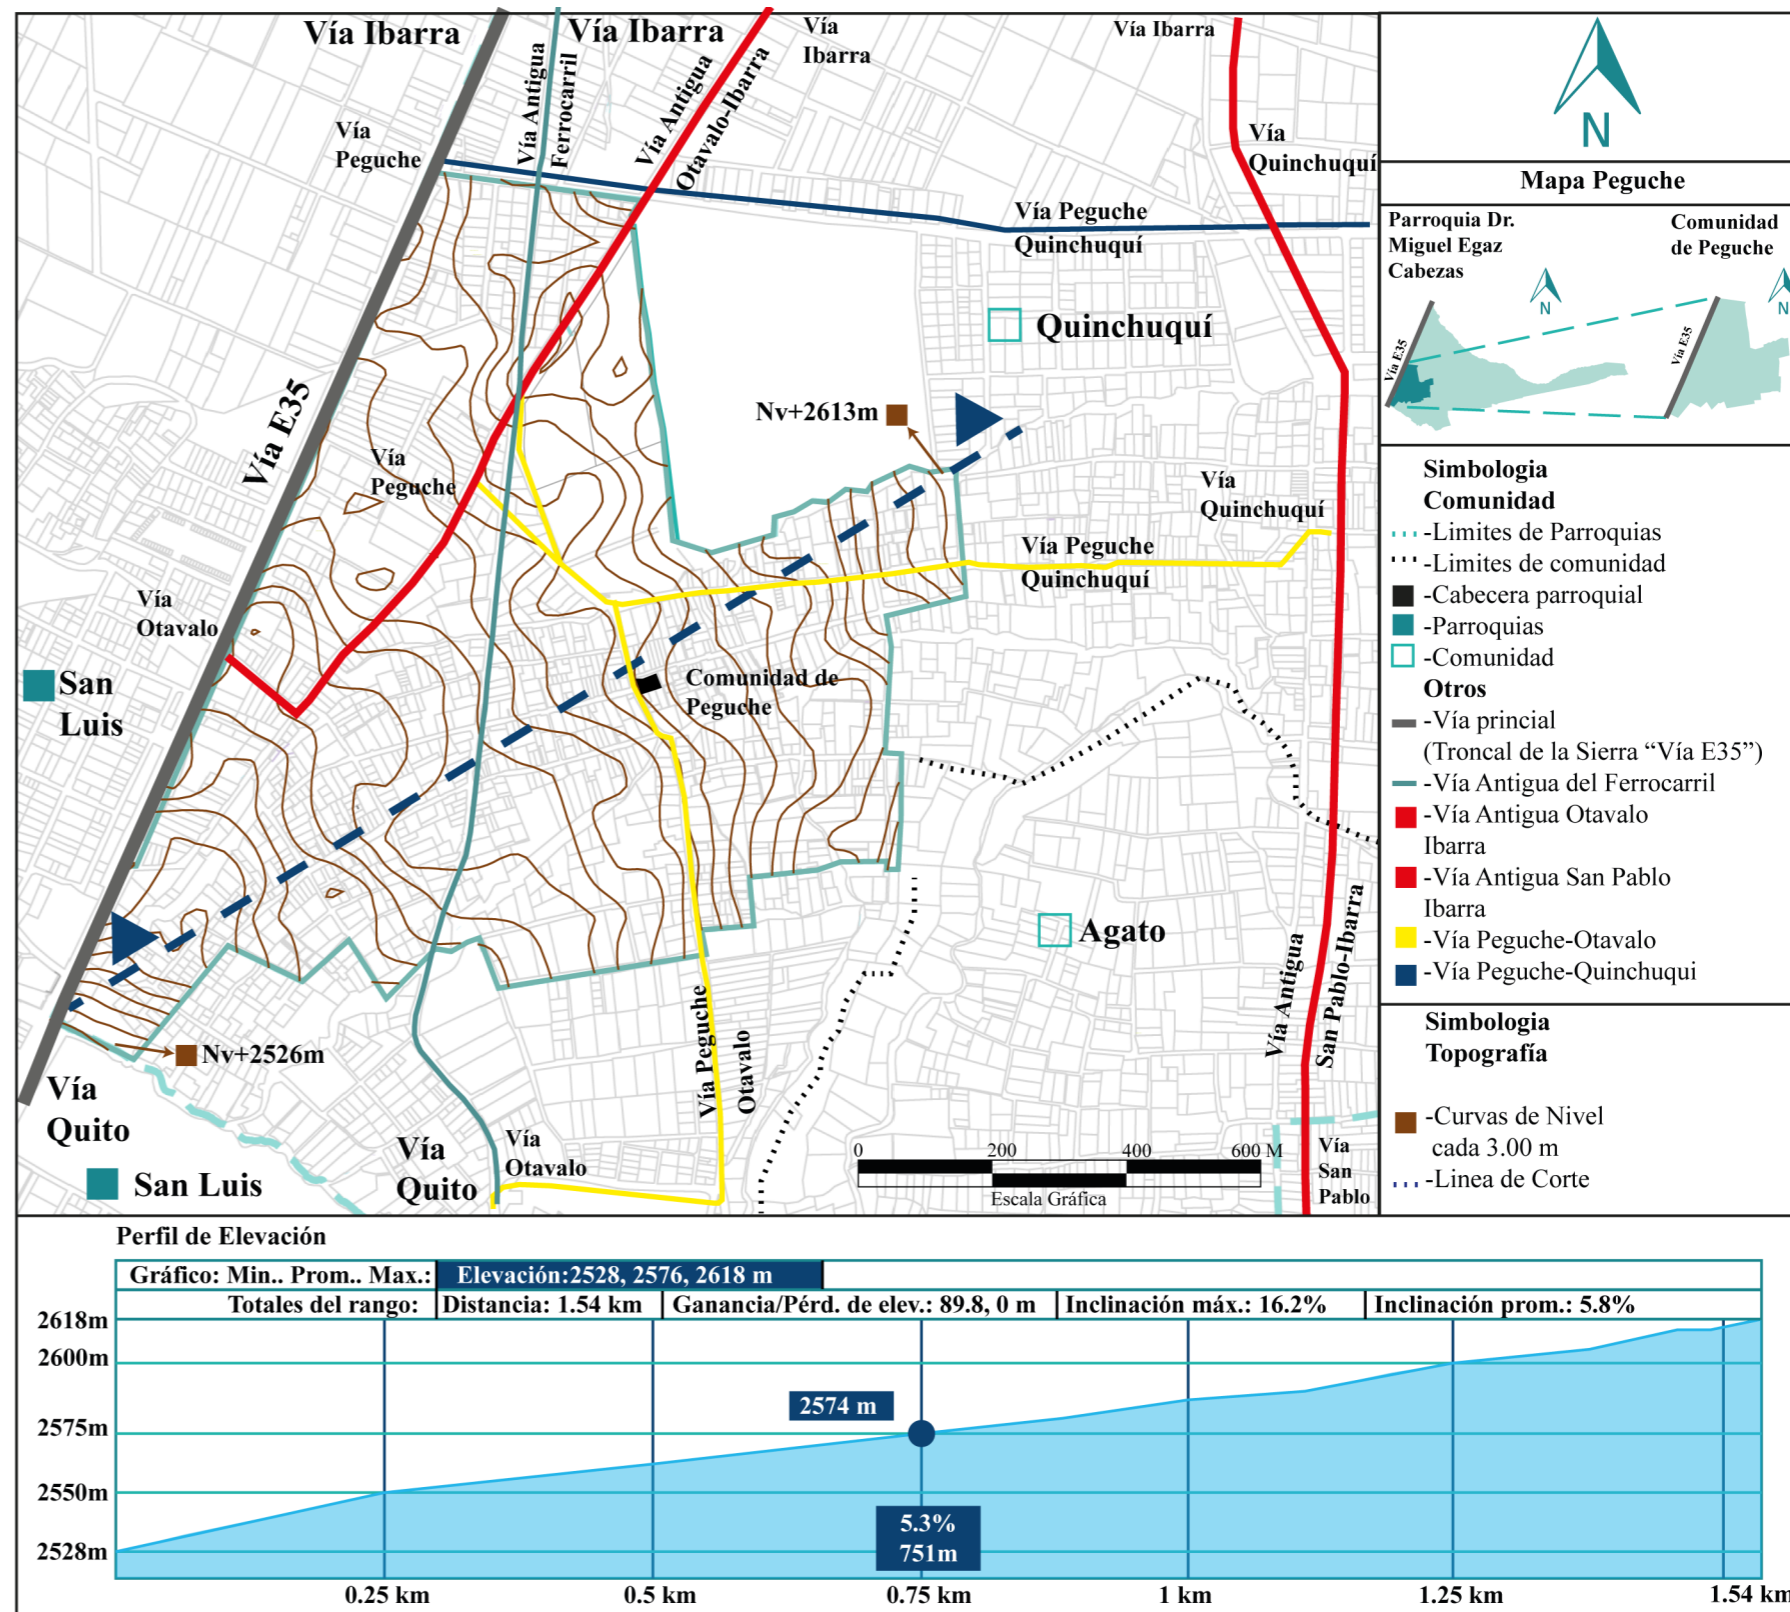 Vía Ibarra
Vía Ibarra
Vía
Ibarra
Vía Ibarra
Vía Antigua
Ferrocarril
Vía Antigua
Otavalo-Ibarra
Vía
Peguche
Vía
Quinchuquí
Vía Peguche
Quinchuquí
Quinchuquí
Vía E35
Nv+2613m
Vía
Peguche
Vía
Quinchuquí
Vía Peguche
Quinchuquí
Vía
Otavalo
San
Luis
Comunidad de
Peguche
Agato
Vía Antigua
San Pablo-Ibarra
Vía Peguche
Otavalo
Nv+2526m
Vía
Quito
San Luis
Vía
Quito
Vía
Otavalo
0 200 400 600 M
Escala Gráfica
Vía
San
Pablo
N
Mapa Peguche
Parroquia Dr.
Miguel Egaz
Cabezas
Comunidad
de Peguche
N
N
Vía E35
Vía E35
Simbologia
Comunidad
-Limites de Parroquias
-Limites de comunidad
-Cabecera parroquial
-Parroquias
-Comunidad
Otros
-Vía princial
(Troncal de la Sierra “Vía E35”)
-Vía Antigua del Ferrocarril
-Vía Antigua Otavalo
Ibarra
-Vía Antigua San Pablo
Ibarra
-Vía Peguche-Otavalo
-Vía Peguche-Quinchuqui
Simbologia
Topografía
-Curvas de Nivel
cada 3.00 m
-Linea de Corte
Perfil de Elevación
Gráfico: Min.. Prom.. Max.: Elevación:2528, 2576, 2618 m
Totales del rango: Distancia: 1.54 km Ganancia/Pérd. de elev.: 89.8, 0 m Inclinación máx.: 16.2% Inclinación prom.: 5.8%
2618m
2600m
2575m
2550m
2528m
2574 m
5.3%
751m
0.25 km 0.5 km 0.75 km 1 km 1.25 km 1.54 km